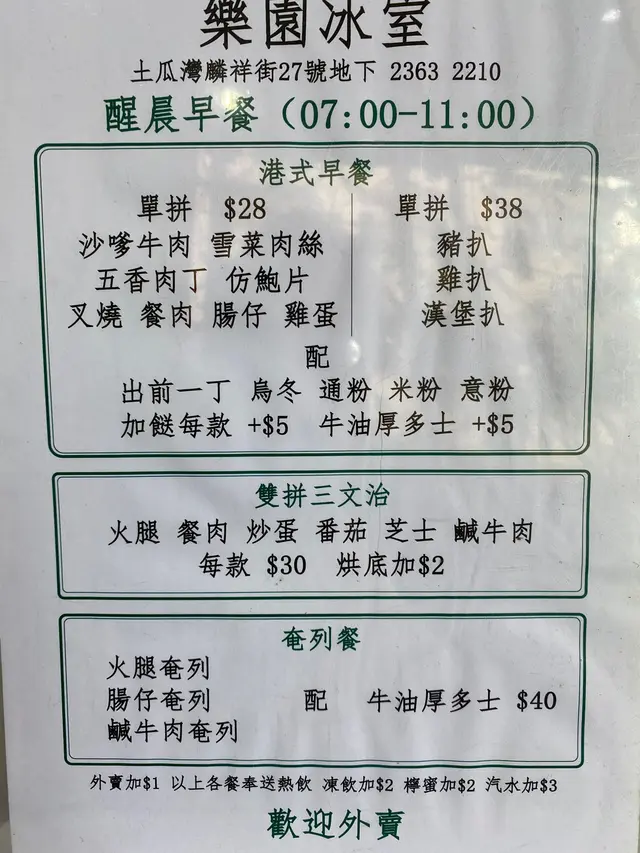 樂園冰室
土瓜灣麟祥街27號地下 2363 2210
醒晨早餐（07:00-11:00）
港式早餐
單拼 $28
沙嗲牛肉 雪菜肉絲
五香肉丁 仿鮑片
叉燒 餐肉 腸仔 雞蛋
單拼 $38
豬扒
雞扒
漢堡扒
配
出前一丁 烏冬 通粉 米粉 意粉
加餸每款 +$5 牛油厚多士 +$5
雙拼三文治
火腿 餐肉 炒蛋 番茄 芝士 鹹牛肉
每款 $30 烘底加$2
奄列餐
火腿奄列
腸仔奄列 配 牛油厚多士 $40
鹹牛肉奄列
外賣加$1 以上各餐奉送熱飲 凍飲加$2 檸蜜加$2 汽水加$3
歡迎外賣